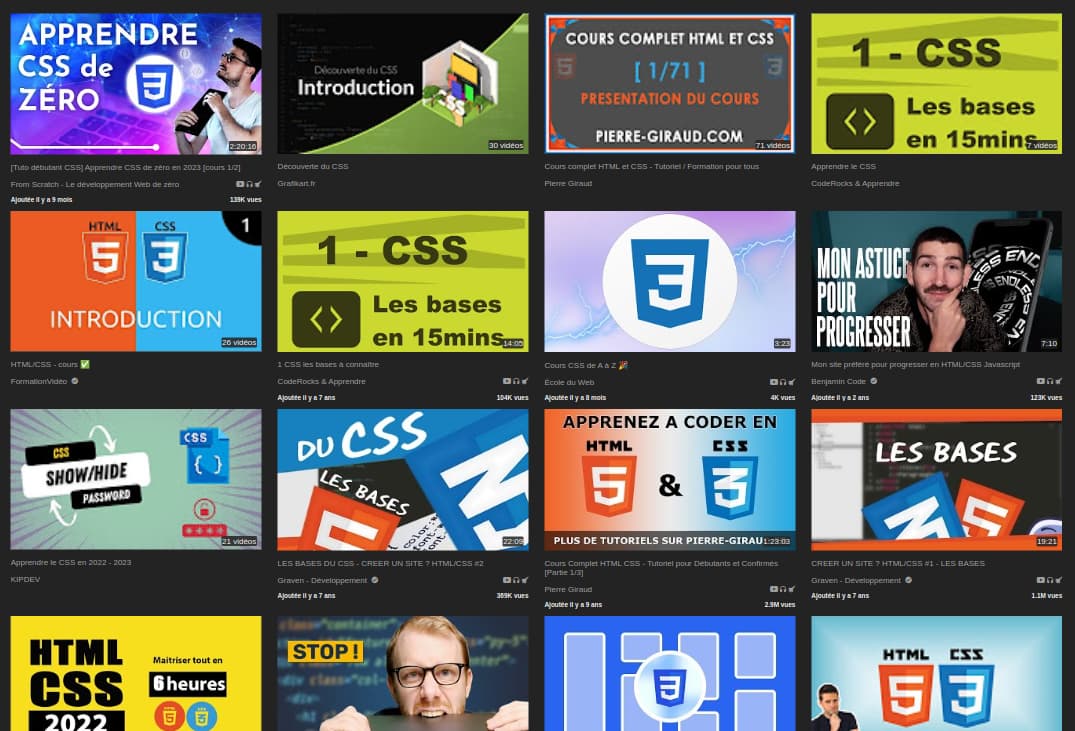 APPRENDRE
CSS de
ZÉRO
2:20:16
[Tuto débutant CSS] Apprendre CSS de zéro en 2023 [cours 1/2]
From Scratch - Le développement Web de zéro
Ajoutée il y a 9 mois 139K vues
Découverte du CSS
Introduction
30 vidéos
Découverte du CSS
Grafikart.fr
COURS COMPLET HTML ET CSS
[ 1/71 ]
PRESENTATION DU COURS
PIERRE-GIRAUD.COM
71 vidéos
Cours complet HTML et CSS - Tutoriel / Formation pour tous
Pierre Giraud
1 - CSS
Les bases
en 15mins
7 vidéos
Apprendre le CSS
CodeRocks & Apprendre
HTML CSS
1
INTRODUCTION
26 vidéos
HTML/CSS - cours ✅
FormationVidéo
1 - CSS
Les bases
en 15mins
14:05
1 CSS les bases à connaître
CodeRocks & Apprendre
Ajoutée il y a 7 ans 104K vues
3:23
Cours CSS de A à Z 🎉
École du Web
Ajoutée il y a 8 mois 4K vues
MON ASTUCE
POUR
PROGRESSER
ENDLESS
7:10
Mon site préféré pour progresser en HTML/CSS Javascript
Benjamin Code
Ajoutée il y a 2 ans 123K vues
CSS
SHOW/HIDE
PASSWORD
CSS
21 vidéos
Apprendre le CSS en 2022 - 2023
KIPDEV
DU CSS
LES BASES
color:
font-
22:09
LES BASES DU CSS - CREER UN SITE ? HTML/CSS #2
Graven - Développement
Ajoutée il y a 7 ans 369K vues
APPRENEZ A CODER EN
HTML CSS
&
PLUS DE TUTORIELS SUR PIERRE-GIRAU
1:23:03
Cours Complet HTML CSS - Tutoriel pour Débutants et Confirmés
[Partie 1/3]
Pierre Giraud
Ajoutée il y a 9 ans 2.9M vues
LES BASES
19:21
CREER UN SITE ? HTML/CSS #1 - LES BASES
Graven - Développement
Ajoutée il y a 7 ans 1.1M vues
HTML
CSS
2022
Maitriser tout en
6 heures
STOP !
HTML CSS